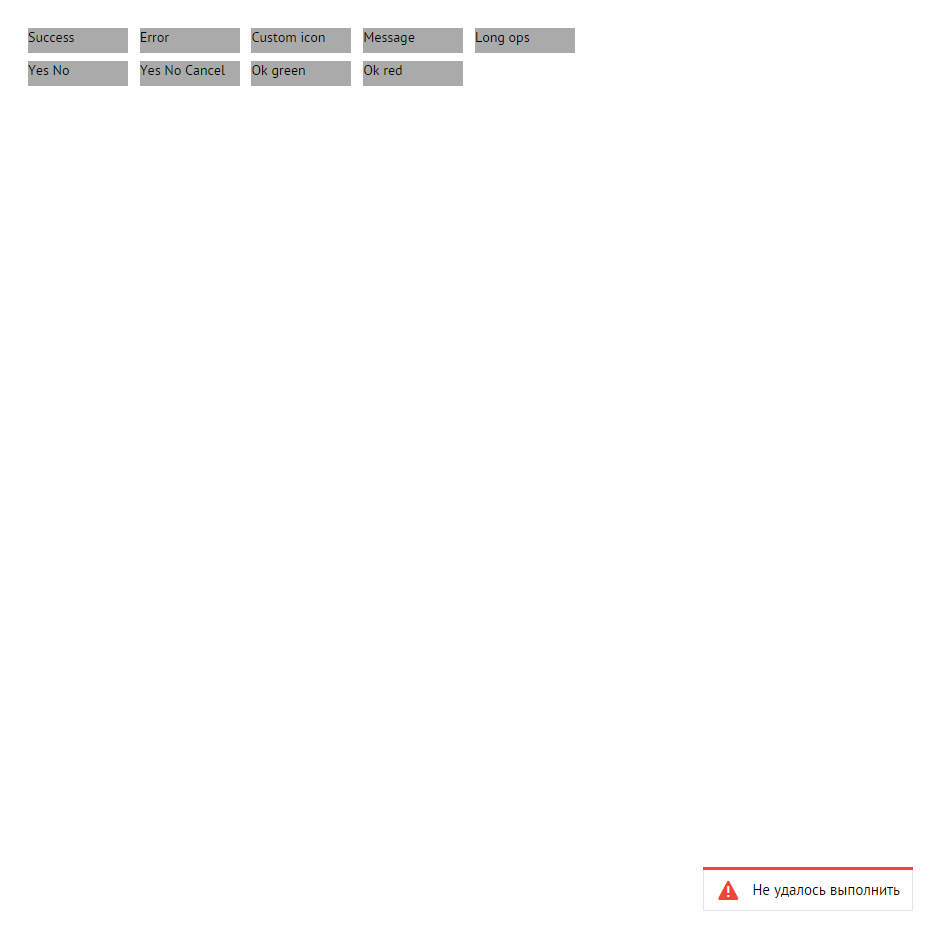 Success Error Custom icon Message Long ops
Yes No Yes No Cancel Ok green Ok red
Не удалось выполнить